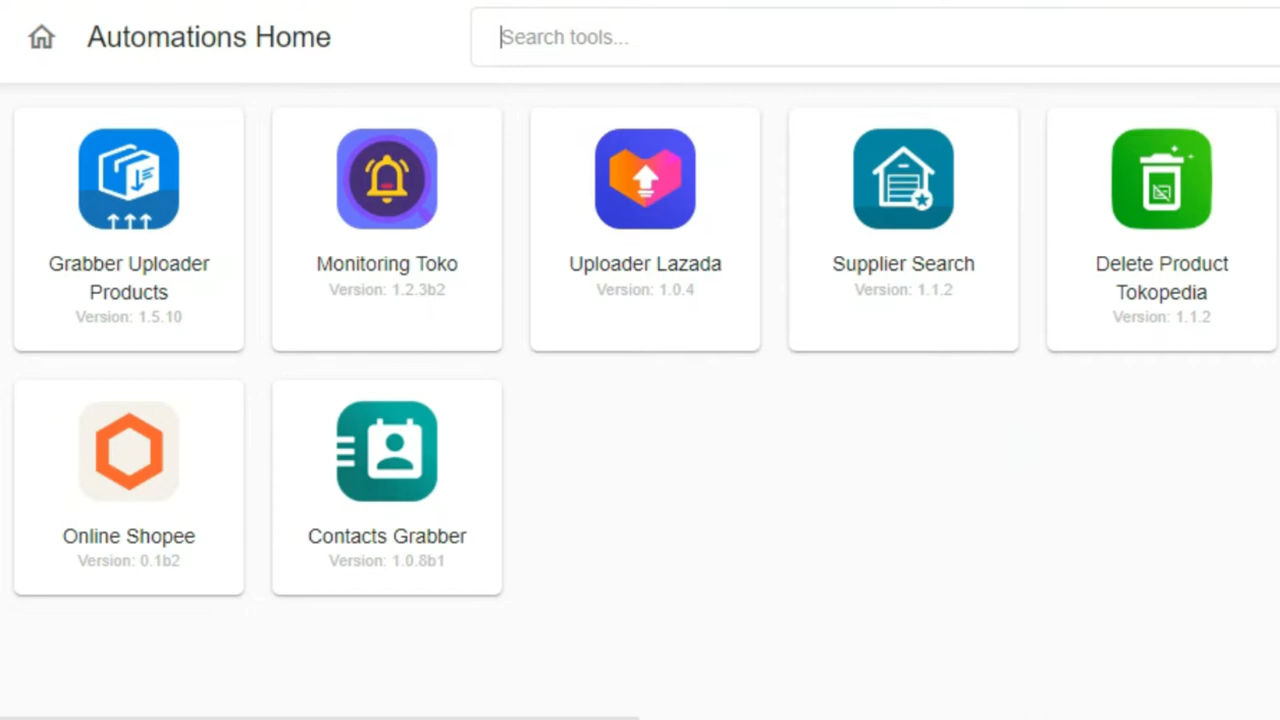 Automations Home
Search tools...
Grabber Uploader
Products
Version: 1.5.10
Monitoring Toko
Version: 1.2.3b2
Uploader Lazada
Version: 1.0.4
Supplier Search
Version: 1.1.2
Delete Product
Tokopedia
Version: 1.1.2
Online Shopee
Version: 0.1b2
Contacts Grabber
Version: 1.0.8b1